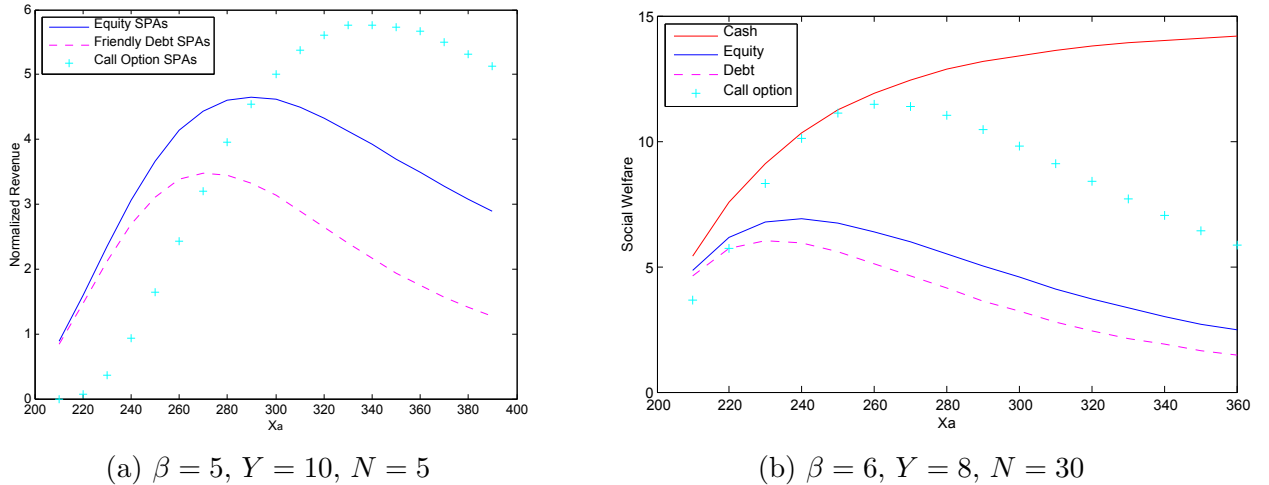 6
5
4
3
2
1
0
Normalized Revenue
Equity SPAs
Friendly Debt SPAs
Call Option SPAs
200 220 240 260 280 300 320 340 360 380 400
Xa
(a) β = 5, Y = 10, N = 5
15
10
5
0
Social Welfare
Cash
Equity
Debt
Call option
200 220 240 260 280 300 320 340 360
Xa
(b) β = 6, Y = 8, N = 30